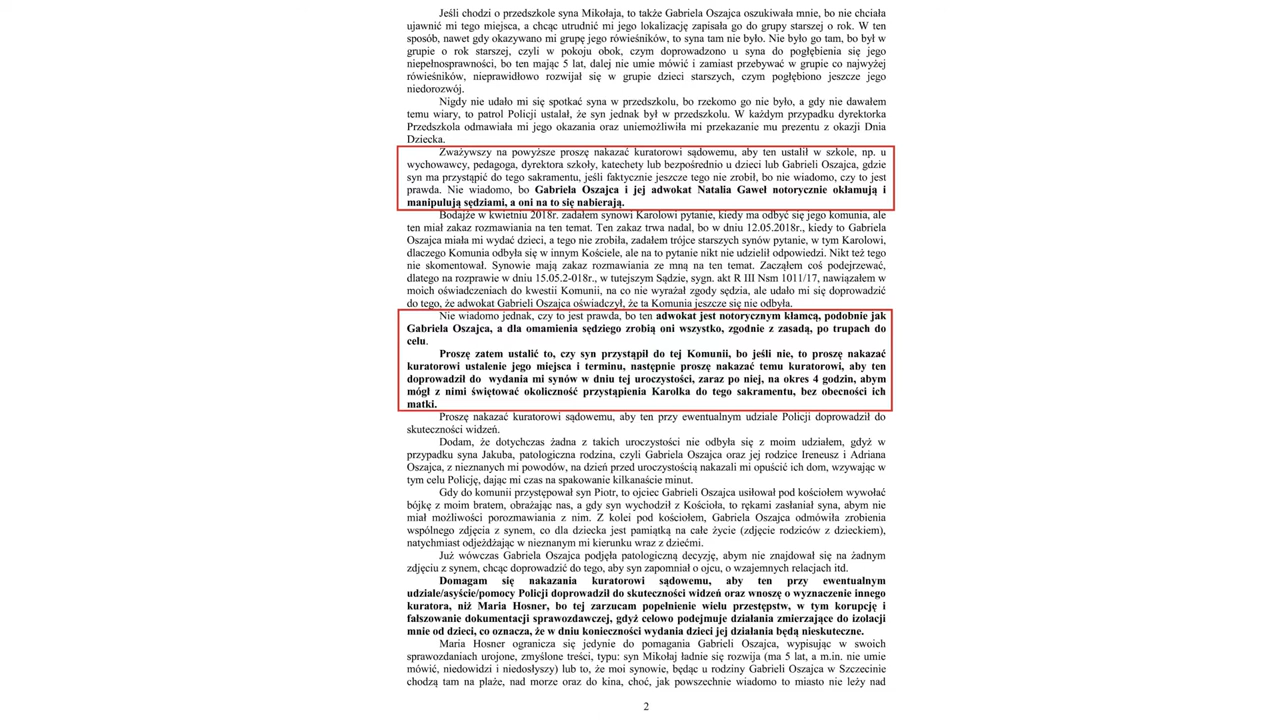 Jeśli chodzi o przedszkole syna Mikołaja, to także Gabriela Oszajca oszukiwała mnie, bo nie chciała
ujawnić mi tego miejsca, a chcąc utrudnić mi jego lokalizację zapisała go do grupy starszej o rok. W ten
sposób, nawet gdy okazywano mi grupę jego rówieśników, to syna tam nie było. Nie było go tam, bo był w
grupie o rok starszej, czyli w pokoju obok, czym doprowadzono u syna do pogłębienia się jego
niepełnosprawności, bo ten mając 5 lat, dalej nie umie mówić i zamiast przebywać w grupie co najwyżej
rówieśników, nieprawidłowo rozwijał się w grupie dzieci starszych, czym pogłębiono jeszcze jego
niedorozwój.
Nigdy nie udało mi się spotkać syna w przedszkolu, bo rzekomo go nie było, a gdy nie dawałem
temu wiary, to patrol Policji ustalał, że syn jednak był w przedszkolu. W każdym przypadku dyrektorka
Przedszkola odmawiała mi jego okazania oraz uniemożliwiła mi przekazanie mu prezentu z okazji Dnia
Dziecka.
Zważywszy na powyższe proszę nakazać kuratorowi sądowemu, aby ten ustalił w szkole, np. u
wychowawcy, pedagoga, dyrektora szkoły, katechety lub bezpośrednio u dzieci lub Gabrieli Oszajca, gdzie
syn ma przystąpić do tego sakramentu, jeśli faktycznie jeszcze tego nie zrobił, bo nie wiadomo, czy to jest
prawda. Nie wiadomo, bo Gabriela Oszajca i jej adwokat Natalia Gaweł notorycznie okłamują i
manipulują sędziami, a oni na to się nabierają.
Bodajże w kwietniu 2018r. zadałem synowi Karolowi pytanie, kiedy ma odbyć się jego komunia, ale
ten miał zakaz rozmawiania na ten temat. Ten zakaz trwa nadal, bo w dniu 12.05.2018r., kiedy to Gabriela
Oszajca miała mi wydać dzieci, a tego nie zrobiła, zadałem trójce starszych synów pytanie, w tym Karolowi,
dlaczego Komunia odbyła się w innym Kościele, ale na to pytanie nikt nie udzielił odpowiedzi. Nikt też tego
nie skomentował. Synowie mają zakaz rozmawiania ze mną na ten temat. Zacząłem coś podejrzewać,
dlatego na rozprawie w dniu 15.05.2-018r., w tutejszym Sądzie, sygn. akt R III Nsm 1011/17, nawiązałem w
moich oświadczeniach do kwestii Komunii, na co nie wyrażał zgody sędzia, ale udało mi się doprowadzić
do tego, że adwokat Gabrieli Oszajca oświadczył, że ta Komunia jeszcze się nie odbyła.
Nie wiadomo jednak, czy to jest prawda, bo ten adwokat jest notorycznym kłamcą, podobnie jak
Gabriela Oszajca, a dla omamienia sędziego zrobią oni wszystko, zgodnie z zasadą, po trupach do
celu.
Proszę zatem ustalić to, czy syn przystąpił do tej Komunii, bo jeśli nie, to proszę nakazać
kuratorowi ustalenie jego miejsca i terminu, następnie proszę nakazać temu kuratorowi, aby ten
doprowadził do wydania mi synów w dniu tej uroczystości, zaraz po niej, na okres 4 godzin, abym
mógł z nimi świętować okoliczność przystąpienia Karolka do tego sakramentu, bez obecności ich
matki.
Proszę nakazać kuratorowi sądowemu, aby ten przy ewentualnym udziale Policji doprowadził do
skuteczności widzeń.
Dodam, że dotychczas żadna z takich uroczystości nie odbyła się z moim udziałem, gdyż w
przypadku syna Jakuba, patologiczna rodzina, czyli Gabriela Oszajca oraz jej rodzice Ireneusz i Adriana
Oszajca, z nieznanych mi powodów, na dzień przed uroczystością nakazali mi opuścić ich dom, wzywając w
tym celu Policję, dając mi czas na spakowanie kilkanaście minut.
Gdy do komunii przystępował syn Piotr, to ojciec Gabrieli Oszajca usiłował pod kościołem wywołać
bójkę z moim bratem, obrażając nas, a gdy syn wychodził z Kościoła, to rękami zasłaniał syna, abym nie
miał możliwości porozmawiania z nim. Z kolei pod kościołem, Gabriela Oszajca odmówiła zrobienia
wspólnego zdjęcia z synem, co dla dziecka jest pamiątką na całe życie (zdjęcie rodziców z dzieckiem),
natychmiast odjeżdżając w nieznanym mi kierunku wraz z dziećmi.
Już wówczas Gabriela Oszajca podjęła patologiczną decyzję, abym nie znajdował się na żadnym
zdjęciu z synem, chcąc doprowadzić do tego, aby syn zapomniał o ojcu, o wzajemnych relacjach itd.
Domagam się nakazania kuratorowi sądowemu, aby ten przy ewentualnym
udziale/asyście/pomocy Policji doprowadził do skuteczności widzeń oraz wnoszę o wyznaczenie innego
kuratora, niż Maria Hosner, bo tej zarzucam popełnienie wielu przestępstw, w tym korupcję i
fałszowanie dokumentacji sprawozdawczej, gdyż celowo podejmuje działania zmierzające do izolacji
mnie od dzieci, co oznacza, że w dniu konieczności wydania dzieci jej działania będą nieskuteczne.
Maria Hosner ogranicza się jedynie do pomagania Gabrieli Oszajca, wypisując w swoich
sprawozdaniach urojone, zmyślone treści, typu: syn Mikołaj ładnie się rozwija (ma 5 lat, a m.in. nie umie
mówić, niedowidzi i niedosłyszy) lub to, że moi synowie, będąc u rodziny Gabrieli Oszajca w Szczecinie
chodzą tam na plaże, nad morze oraz do kina, choć, jak powszechnie wiadomo to miasto nie leży nad
2